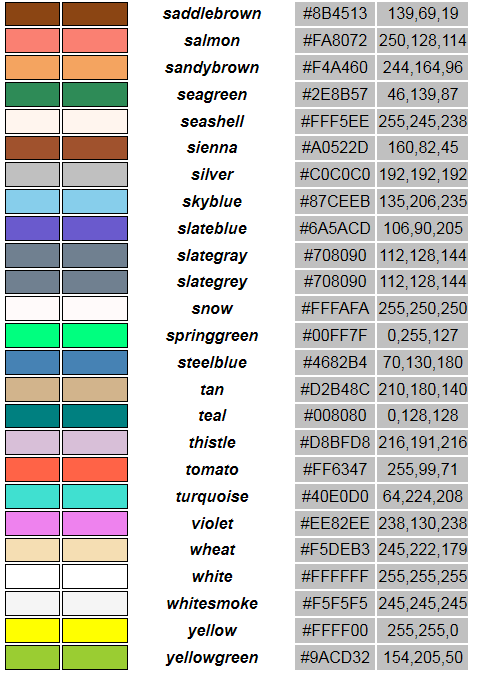 saddlebrown #8B4513 139,69,19
salmon #FA8072 250,128,114
sandybrown #F4A460 244,164,96
seagreen #2E8B57 46,139,87
seashell #FFF5EE 255,245,238
sienna #A0522D 160,82,45
silver #C0C0C0 192,192,192
skyblue #87CEEB 135,206,235
slateblue #6A5ACD 106,90,205
slategray #708090 112,128,144
slategrey #708090 112,128,144
snow #FFFAFA 255,250,250
springgreen #00FF7F 0,255,127
steelblue #4682B4 70,130,180
tan #D2B48C 210,180,140
teal #008080 0,128,128
thistle #D8BFD8 216,191,216
tomato #FF6347 255,99,71
turquoise #40E0D0 64,224,208
violet #EE82EE 238,130,238
wheat #F5DEB3 245,222,179
white #FFFFFF 255,255,255
whitesmoke #F5F5F5 245,245,245
yellow #FFFF00 255,255,0
yellowgreen #9ACD32 154,205,50